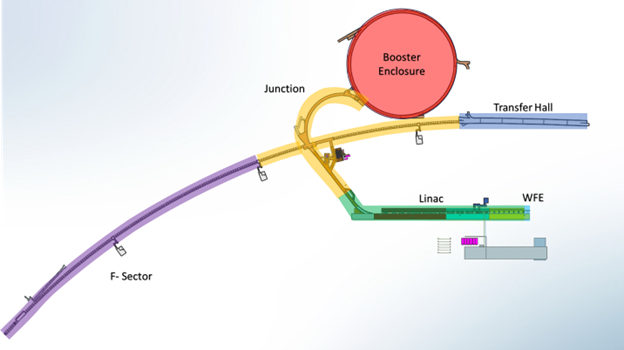 Booster
Enclosure
Junction
Transfer Hall
Linac
WFE
F- Sector